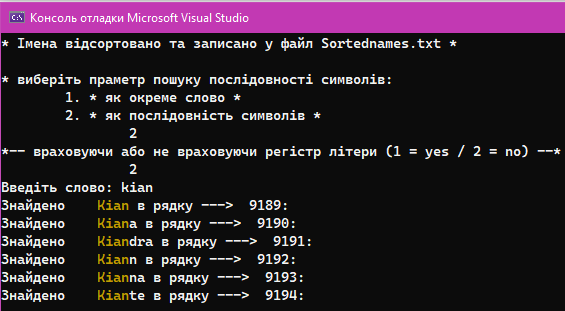 Консоль отладки Microsoft Visual Studio
* Імена відсортовано та записано у файл Sortednames.txt *
* виберіть праметр пошуку послідовності символів:
1. * як окреме слово *
2. * як послідовність символів *
2
*-- враховуючи або не враховуючи регістр літери (1 = yes / 2 = no) --*
2
Введіть слово: kian
Знайдено Kian в рядку ---> 9189:
Знайдено Kiana в рядку ---> 9190:
Знайдено Kiandra в рядку ---> 9191:
Знайдено Kiann в рядку ---> 9192:
Знайдено Kianna в рядку ---> 9193:
Знайдено Kiante в рядку ---> 9194: